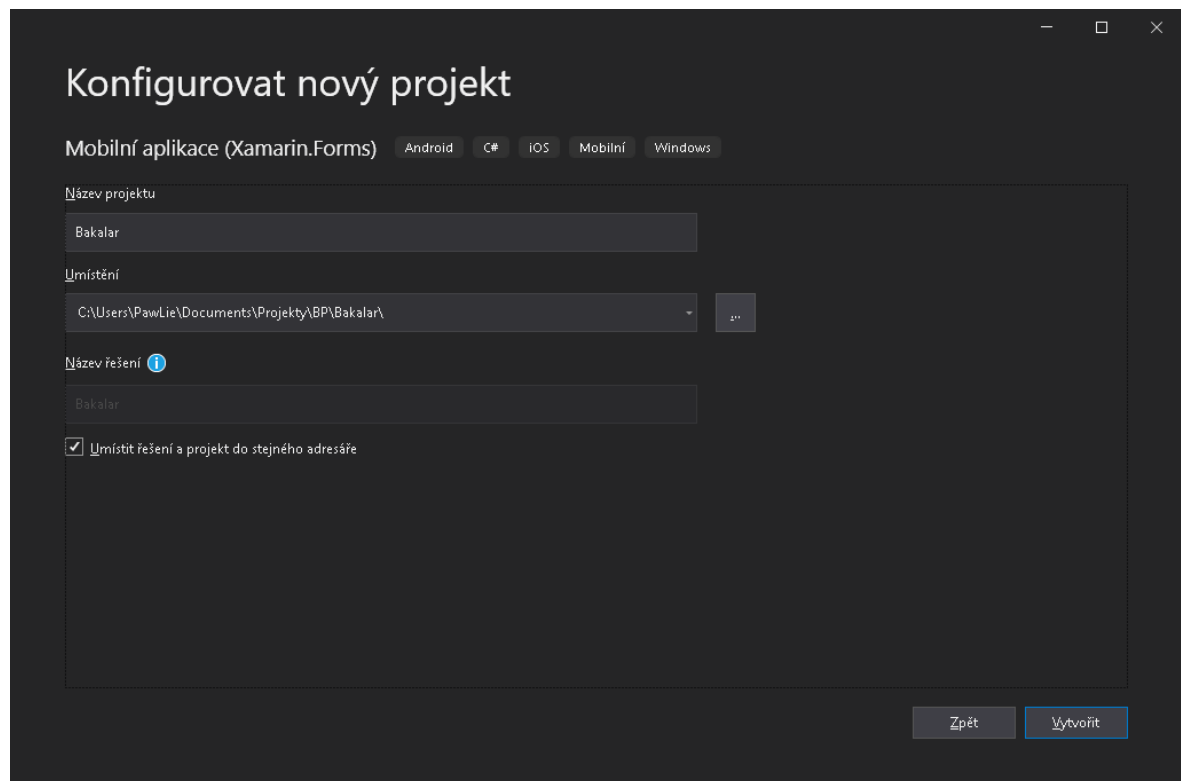 Konfigurovat nový projekt
Mobilní aplikace (Xamarin.Forms) Android C# iOS Mobilní Windows
Název projektu
Bakalar
Umístění
C:\Users\PawLie\Documents\Projekty\BP\Bakalar\
...
Název řešení
Bakalar
Umístit řešení a projekt do stejného adresáře
Zpět Vytvořit